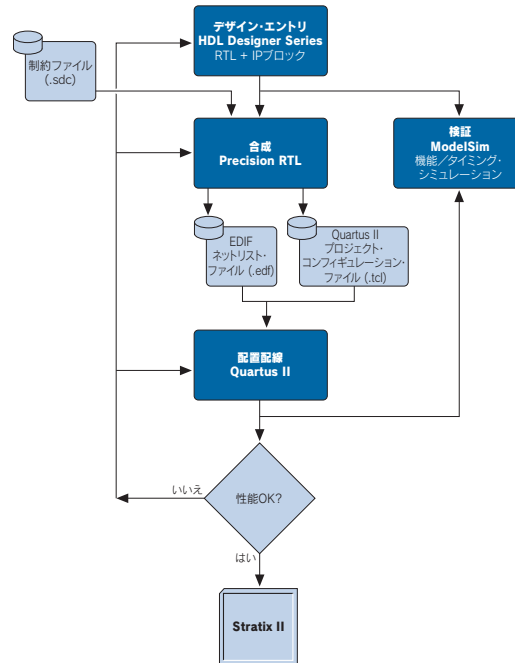 デザイン・エントリ
HDL Designer Series
RTL + IPブロック
制約ファイル
(.sdc)
合成
Precision RTL
検証
ModelSim
機能／タイミング・
シミュレーション
EDIF
ネットリスト・
ファイル (.edf)
Quartus II
プロジェクト・
コンフィギュレーション・
ファイル (.tcl)
配置配線
Quartus II
いいえ
性能OK?
はい
Stratix II